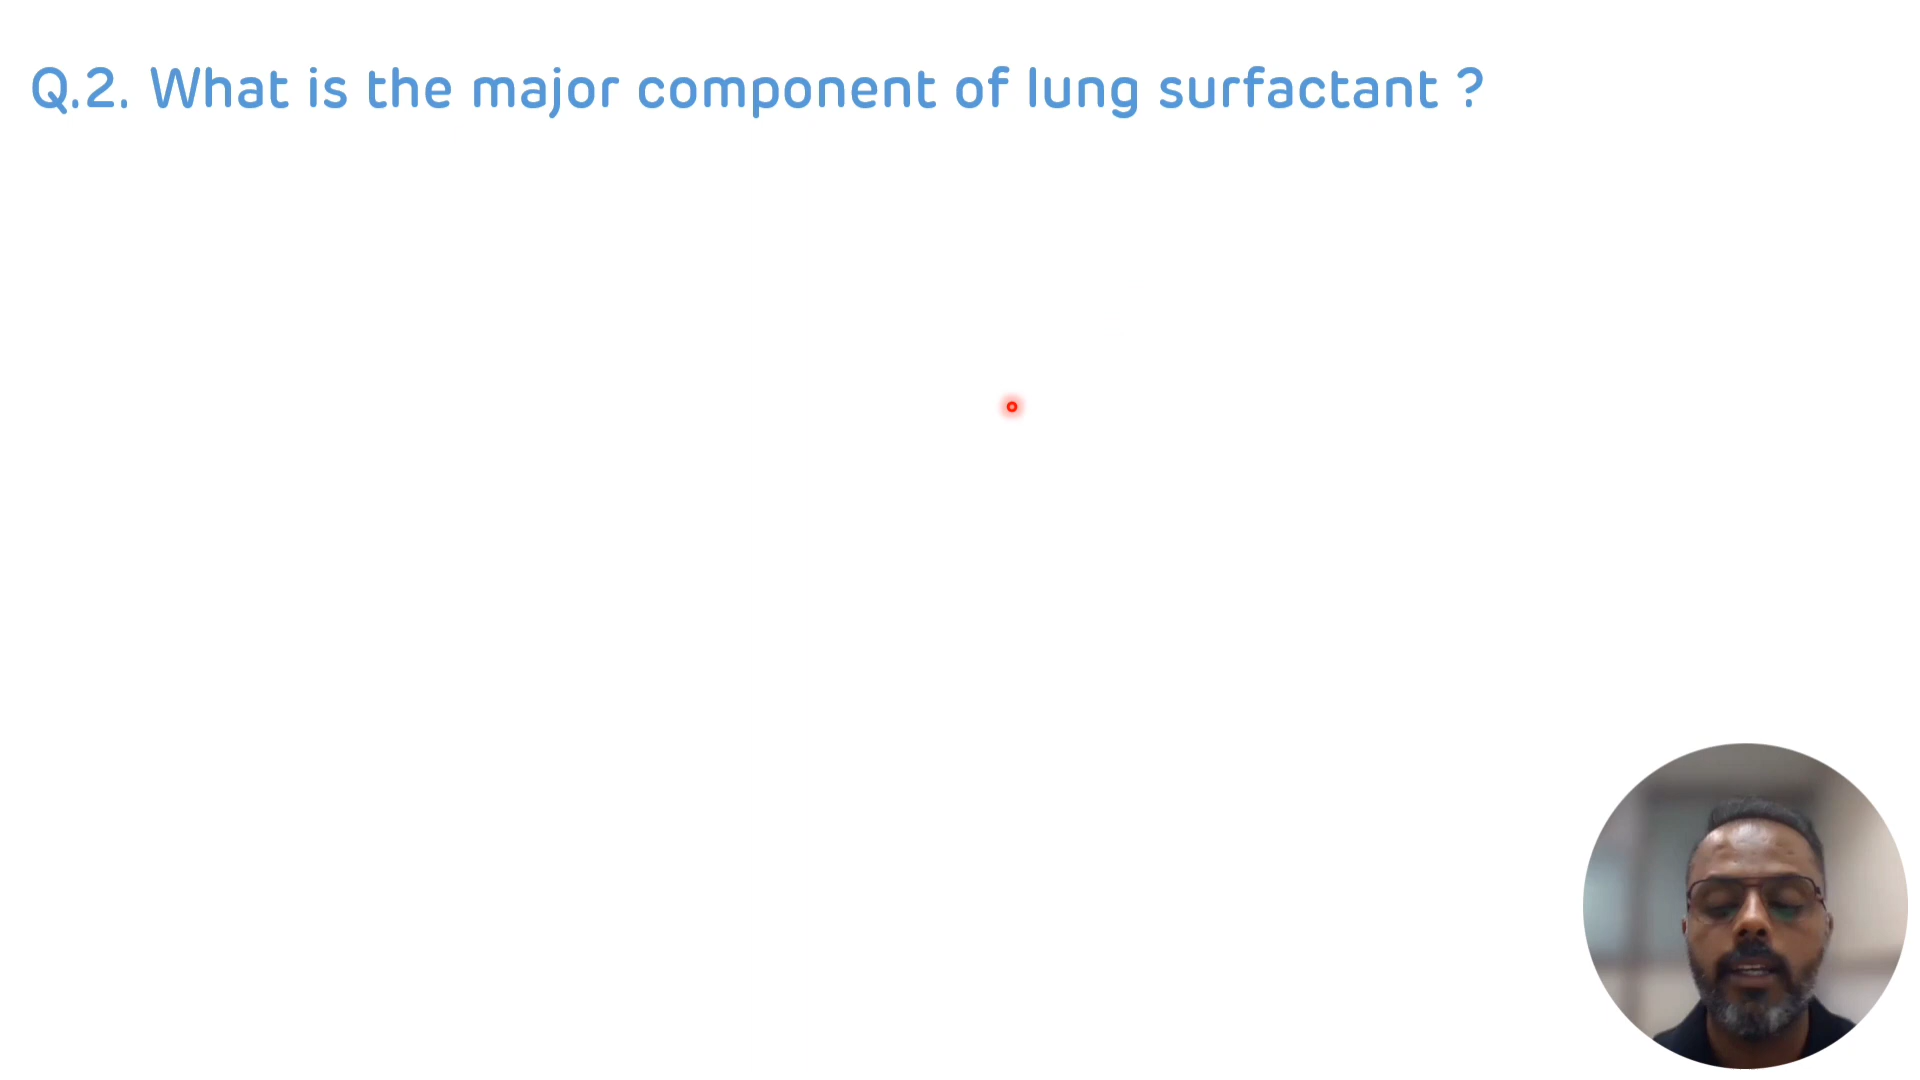 Q.2. What is the major component of lung surfactant ?